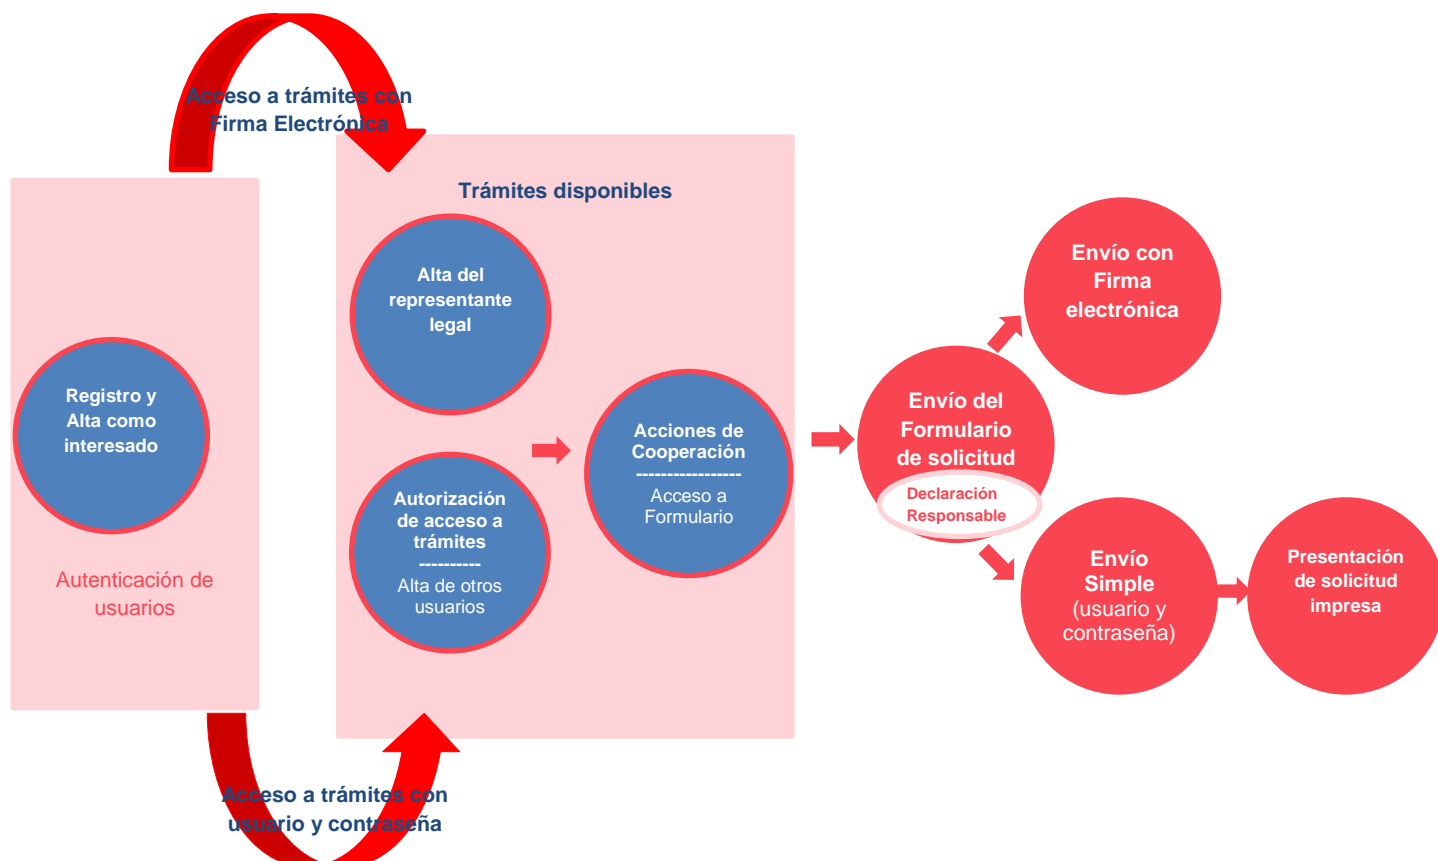 Acceso a trámites con
Firma Electrónica
Registro y
Alta como
interesado
Autenticación de
usuarios
Trámites disponibles
Alta del
representante
legal
Autorización
de acceso a
trámites
----------
Alta de otros
usuarios
Acciones de
Cooperación
-----------------
Acceso a
Formulario
Envío del
Formulario
de solicitud
Declaración
Responsable
Envío con
Firma
electrónica
Envío
Simple
(usuario y
contraseña)
Presentación
de solicitud
impresa
Acceso a trámites con
usuario y contraseña